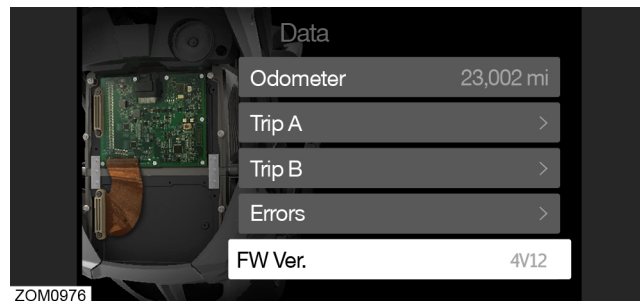 Data
Odometer 23,002 mi
Trip A >
Trip B >
Errors >
FW Ver. 4V12
ZOM0976